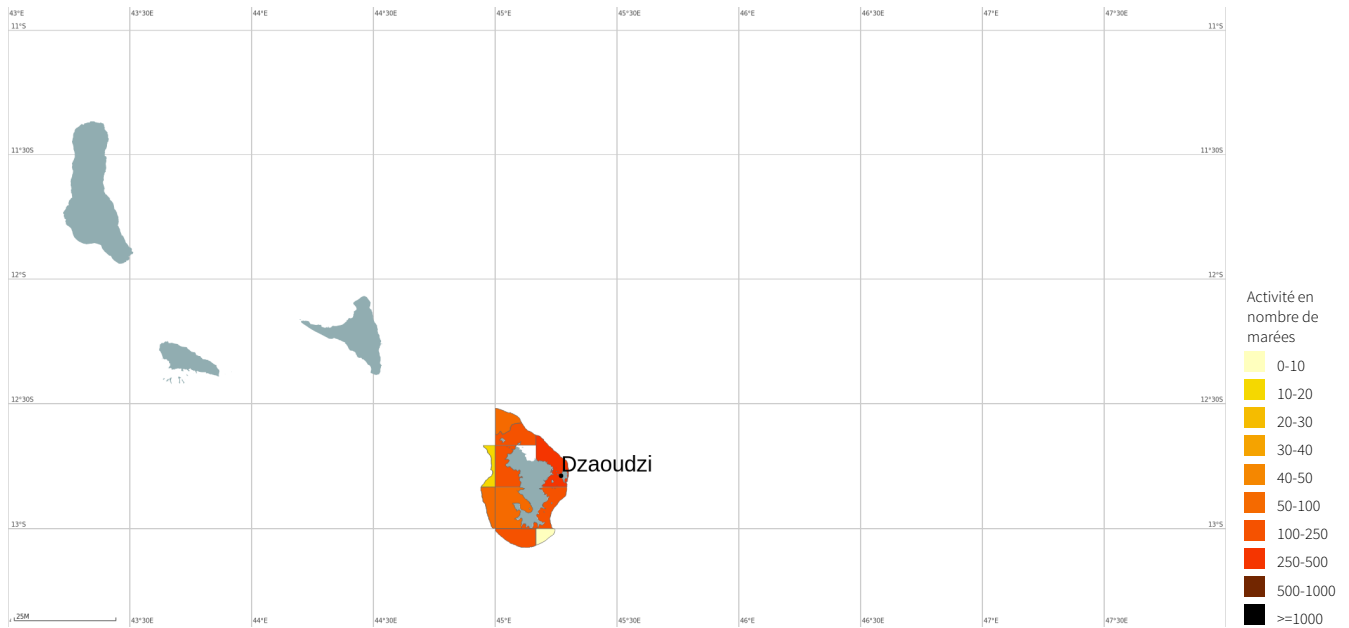 43°E 43°30E 44°E 44°30E 45°E 45°30E 46°E 46°30E 47°E 47°30E
11°S 11°S
11°30S 11°30S
12°S 12°S
12°30S 12°30S
Dzaoudzi
13°S 13°S
Activité en
nombre de
marées
0-10
10-20
20-30
30-40
40-50
50-100
100-250
250-500
500-1000
>=1000
25M
43°30E 44°E 44°30E 45°E 45°30E 46°E 46°30E 47°E 47°30E